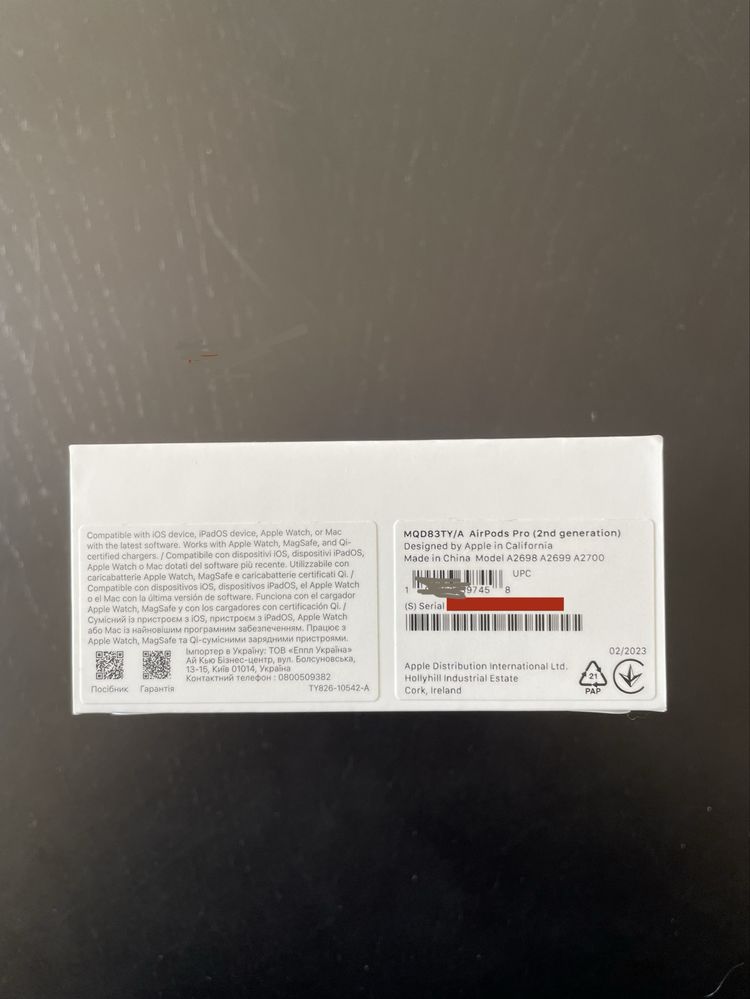 Compatible with iOS device, iPadOS device, Apple Watch, or Mac
with the latest software. Works with Apple Watch, MagSafe, and Qi-
certified chargers. / Compatibile con dispositivi iOS, dispositivi iPadOS,
Apple Watch o Mac dotati del software più recente. Utilizzabile con
caricabatterie Apple Watch, MagSafe e caricabatterie certificati Qi. /
Compatible con dispositivos iOS, dispositivos iPadOS, el Apple Watch
o el Mac con la última versión de software. Funciona con el cargador
Apple Watch, MagSafe y con los cargadores con certificación Qi. /
Сумісний із пристроєм з iOS, пристроєм з iPadOS, Apple Watch
або Mac із найновішим програмним забезпеченням. Працює з
Apple Watch, MagSafe та Qi-сумісними зарядними пристроями.
Імпортер в Україну: ТОВ «Еппл Україна»
Ай Кью Бізнес-центр, вул. Болсуновська,
13-15, Київ 01014, Україна
Контактний телефон : 0800509382
Посібник Гарантія TY826-10542-A
MQD83TY/A AirPods Pro (2nd generation)
Designed by Apple in California
Made in China Model A2698 A2699 A2700
UPC
1 9745 8
(S) Serial
02/2023
Apple Distribution International Ltd.
Hollyhill Industrial Estate
Cork, Ireland
21
PAP